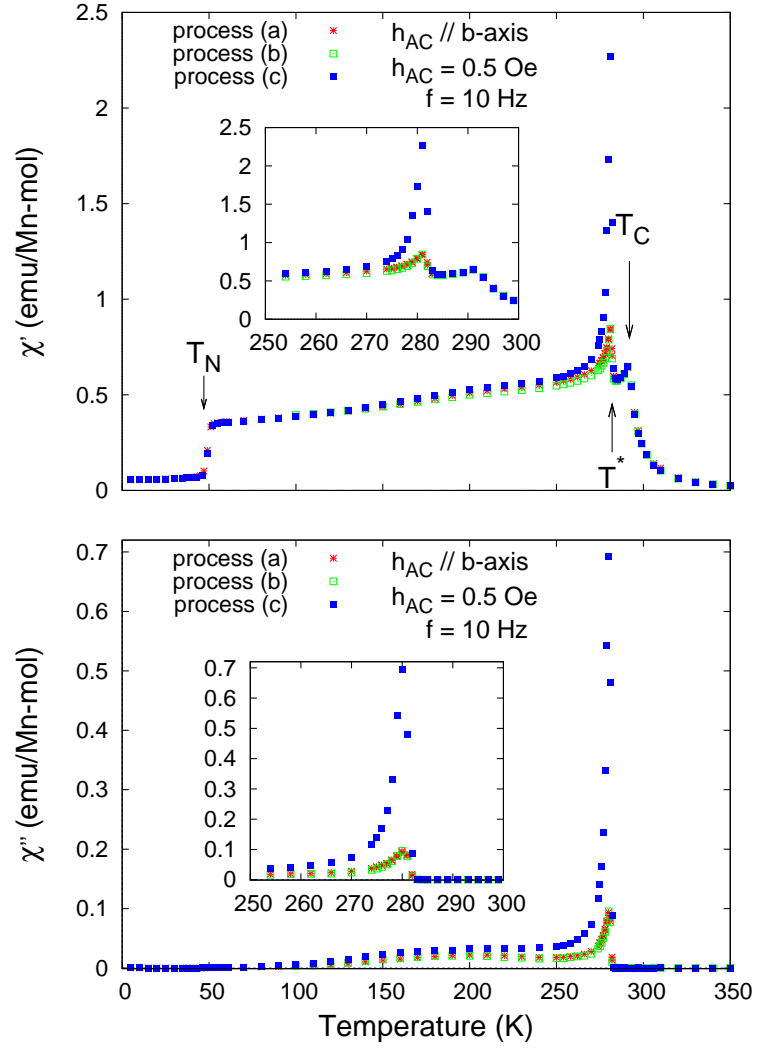 process (a)
process (b)
process (c)
h_AC // b-axis
h_AC = 0.5 Oe
f = 10 Hz
2.5
2
1.5
1
0.5
0
χ' (emu/Mn-mol)
2.5
2
1.5
1
0.5
0
250 260 270 280 290 300
T_N
T_C
T^*
process (a)
process (b)
process (c)
h_AC // b-axis
h_AC = 0.5 Oe
f = 10 Hz
0.7
0.6
0.5
0.4
0.3
0.2
0.1
0
χ" (emu/Mn-mol)
0.7
0.6
0.5
0.4
0.3
0.2
0.1
0
250 260 270 280 290 300
0 50 100 150 200 250 300 350
Temperature (K)